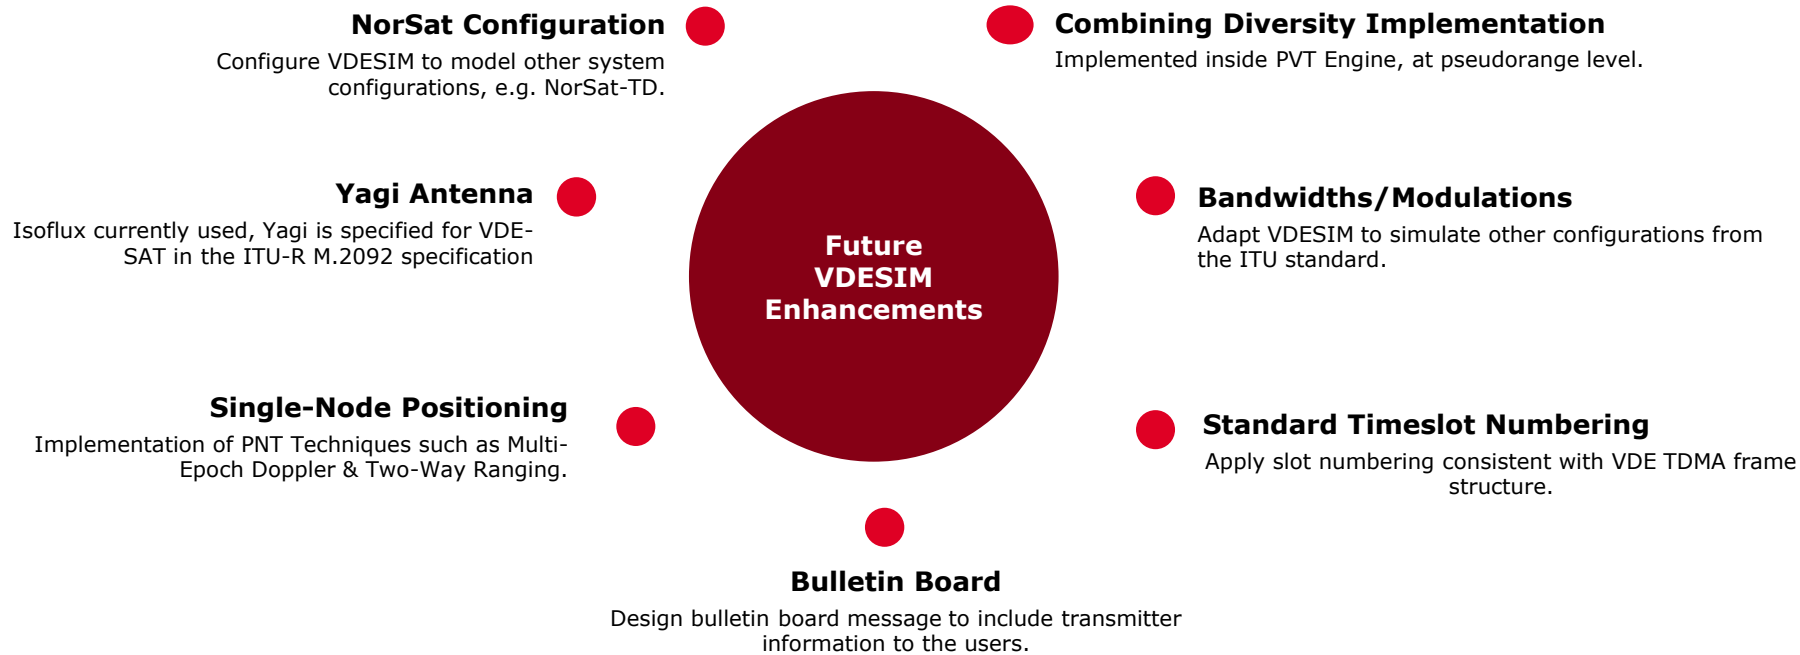 NorSat Configuration
Configure VDESIM to model other system
configurations, e.g. NorSat-TD.
Combining Diversity Implementation
Implemented inside PVT Engine, at pseudorange level.
Yagi Antenna
Isoflux currently used, Yagi is specified for VDE-
SAT in the ITU-R M.2092 specification
Bandwidths/Modulations
Adapt VDESIM to simulate other configurations from
the ITU standard.
Future
VDESIM
Enhancements
Single-Node Positioning
Implementation of PNT Techniques such as Multi-
Epoch Doppler & Two-Way Ranging.
Standard Timeslot Numbering
Apply slot numbering consistent with VDE TDMA frame
structure.
Bulletin Board
Design bulletin board message to include transmitter
information to the users.